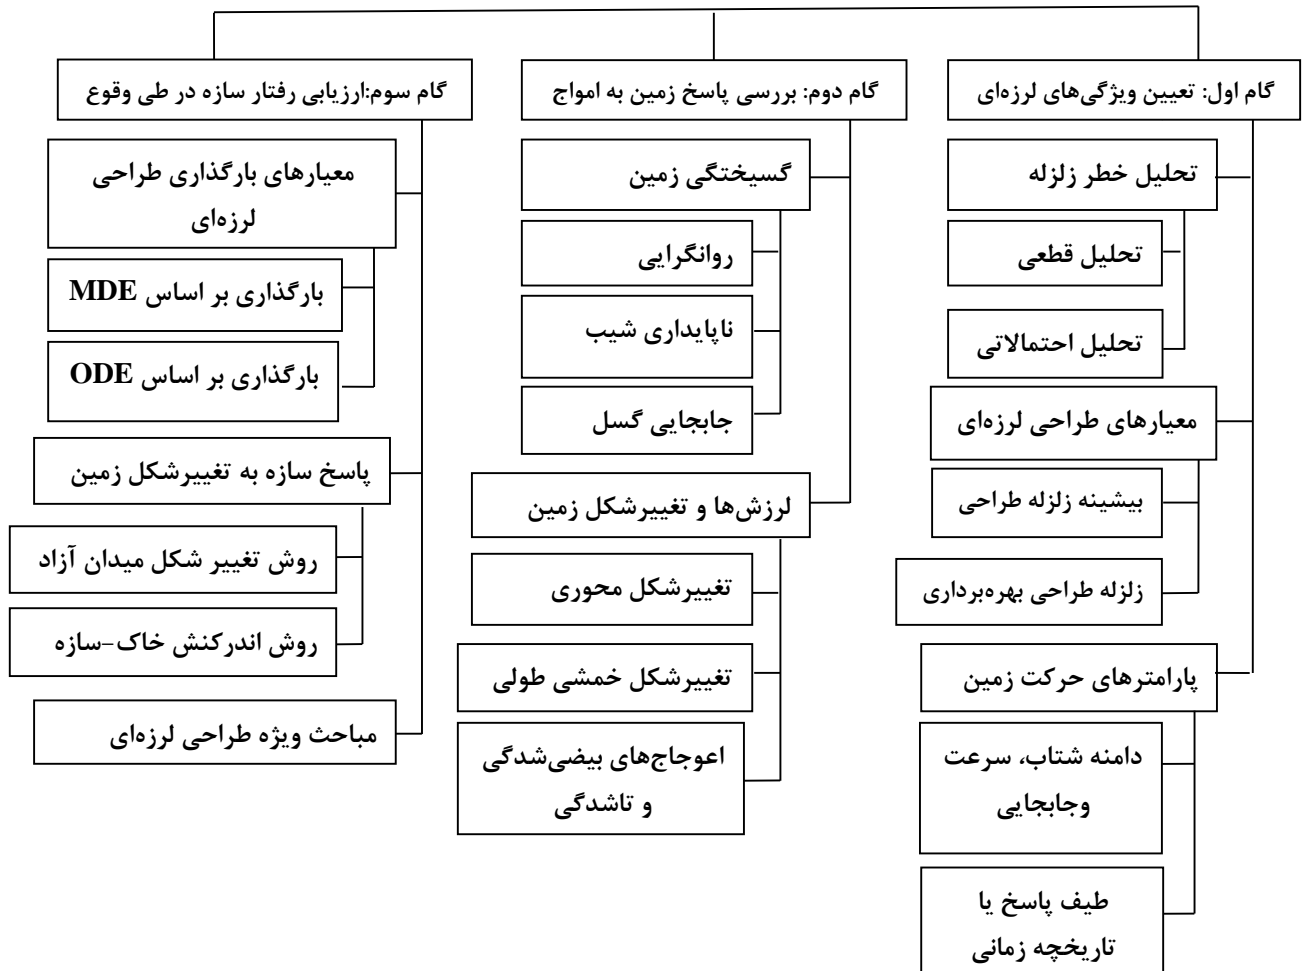 گام اول: تعیین ویژگی‌های لرزه‌ای
تحلیل خطر زلزله
تحلیل قطعی
تحلیل احتمالاتی
معیارهای طراحی لرزه‌ای
بیشینه زلزله طراحی
زلزله طراحی بهره‌برداری
پارامترهای حرکت زمین
دامنه شتاب، سرعت
وجابجایی
طیف پاسخ یا
تاریخچه زمانی
گام دوم: بررسی پاسخ زمین به امواج
گسیختگی زمین
روانگرایی
ناپایداری شیب
جابجایی گسل
لرزش‌ها و تغییرشکل زمین
تغییرشکل محوری
تغییرشکل خمشی طولی
اعوجاج‌های بیضی‌شدگی
و تاشدگی
گام سوم:ارزیابی رفتار سازه در طی وقوع
معیارهای بارگذاری طراحی
لرزه‌ای
بارگذاری بر اساس MDE
بارگذاری بر اساس ODE
پاسخ سازه به تغییرشکل زمین
روش تغییر شکل میدان آزاد
روش اندرکنش خاک-سازه
مباحث ویژه طراحی لرزه‌ای